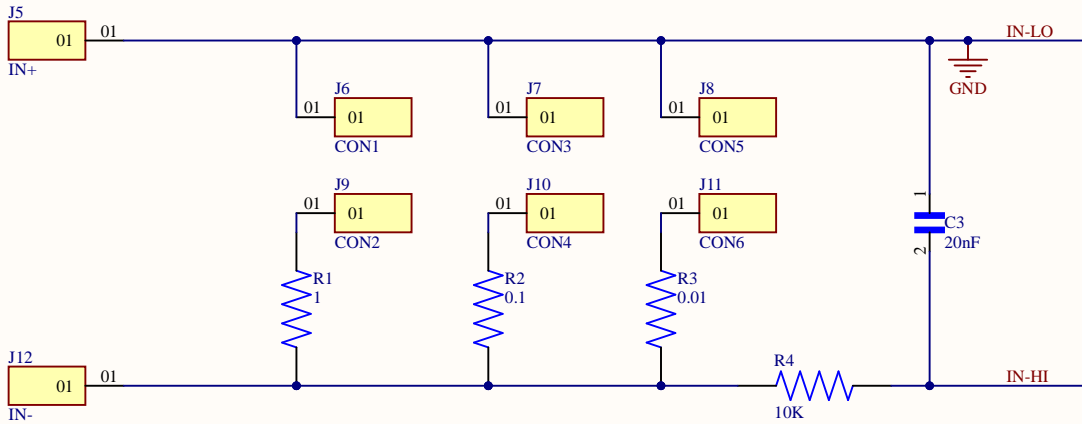 J5
01 01
IN+
IN-LO
GND
J6
01 01
CON1
J7
01 01
CON3
J8
01 01
CON5
J9
01 01
CON2
J10
01 01
CON4
J11
01 01
CON6
1
C3
20nF
2
R1
1
R2
0.1
R3
0.01
J12
01 01
IN-
R4
10K
IN-HI